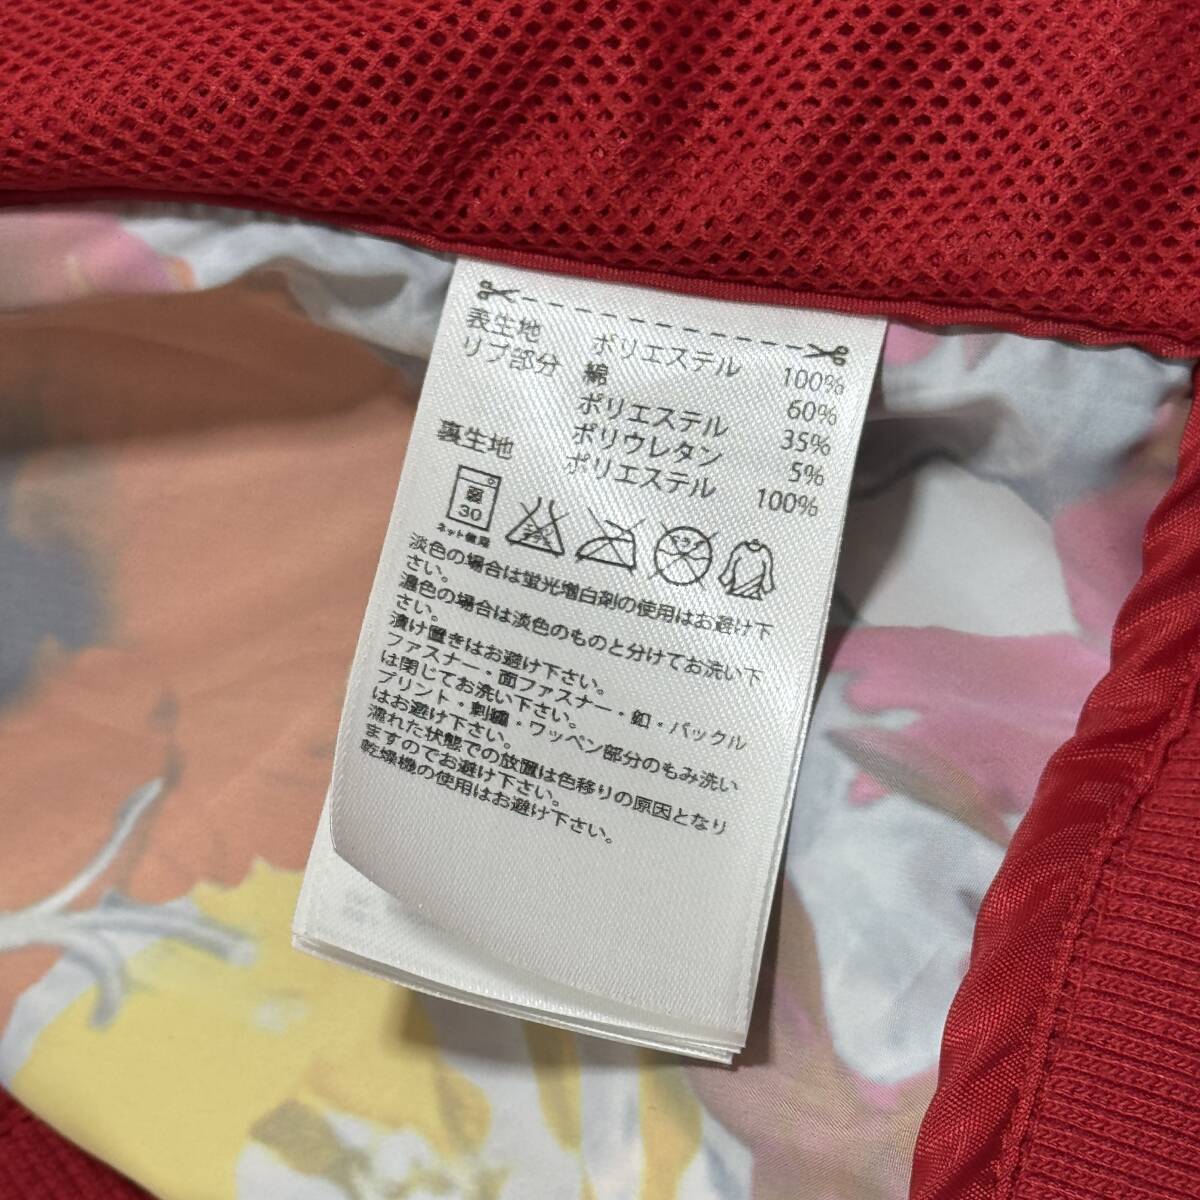 表生地 ポリエステル 100%
リブ部分 綿 60%
ポリエステル 35%
ポリウレタン 5%
裏生地 ポリエステル 100%
弱 30
ネット使用
エンソサラシ
ドライ
淡色の場合は蛍光増白剤の使用はお避け下
さい。
濃色の場合は淡色のものと分けてお洗い下
さい。
漬け置きはお避け下さい。
ファスナー・面ファスナー・釦・バックル
は閉じてお洗い下さい。
プリント・刺繍・ワッペン部分のもみ洗い
はお避け下さい。
濡れた状態での放置は色移りの原因となり
ますのでお避け下さい。
乾燥機の使用はお避け下さい。